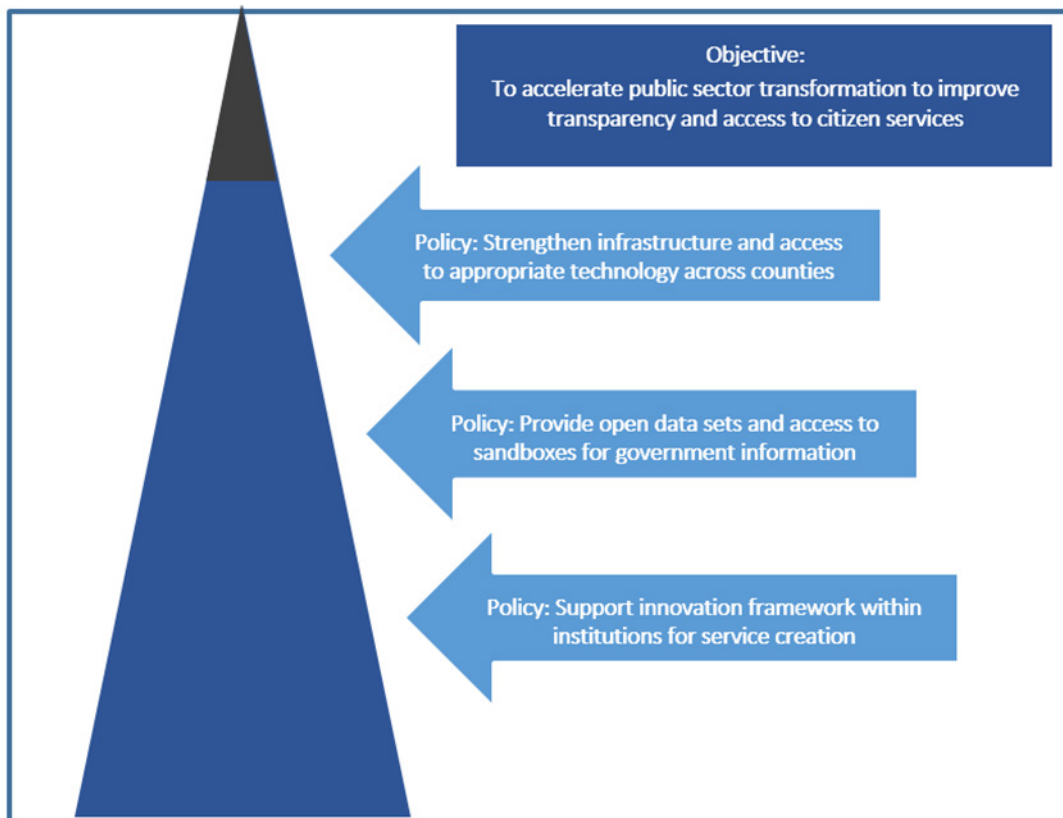 Objective:
To accelerate public sector transformation to improve
transparency and access to citizen services
Policy: Strengthen infrastructure and access
to appropriate technology across counties
Policy: Provide open data sets and access to
sandboxes for government information
Policy: Support innovation framework within
institutions for service creation